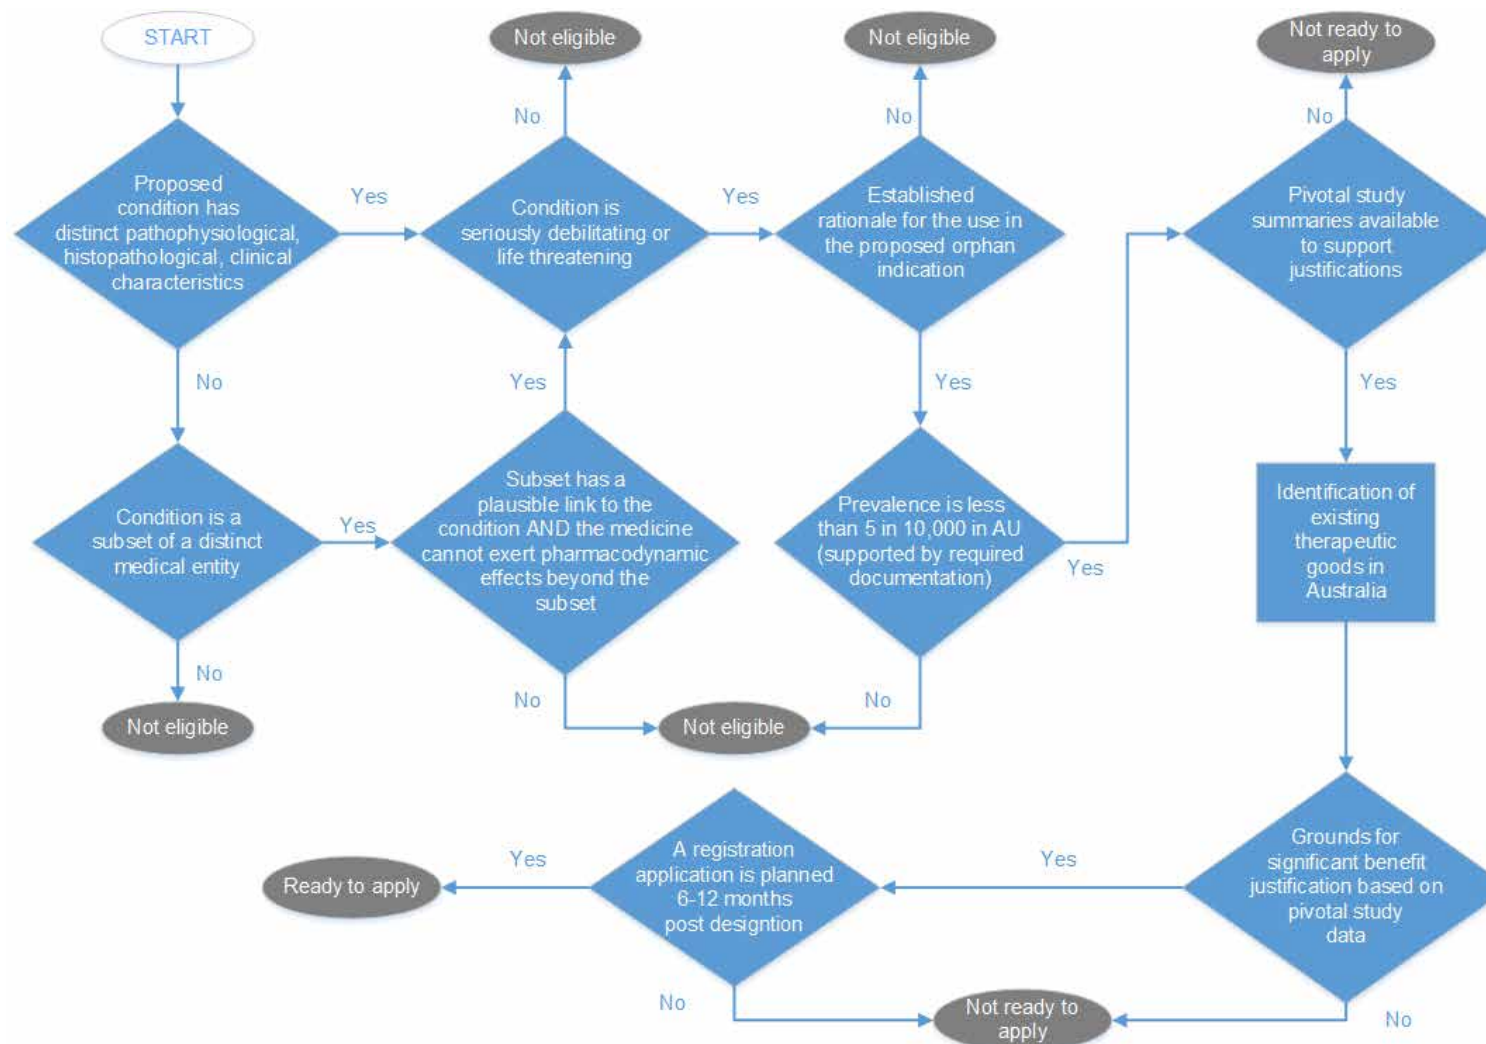 START
Not eligible
Not eligible
Not ready to
apply
No
No
No
Proposed
condition has
distinct pathophysiological,
histopathological, clinical
characteristics
Yes
Condition is
seriously debilitating or
life threatening
Yes
Established
rationale for the use in
the proposed orphan
indication
Pivotal study
summaries available
to support
justifications
No
Yes
Yes
Yes
Condition is a
subset of a distinct
medical entity
Yes
Subset has a
plausible link to the
condition AND the medicine
cannot exert pharmacodynamic
effects beyond the
subset
Prevalence is less
than 5 in 10,000 in AU
(supported by required
documentation)
Yes
Identification of
existing
therapeutic
goods in
Australia
No
No
No
Not eligible
Not eligible
Ready to apply
Yes
A registration
application is planned
6-12 months
post designtion
Yes
Grounds for
significant benefit
justification based on
pivotal study
data
No
Not ready to
apply
No